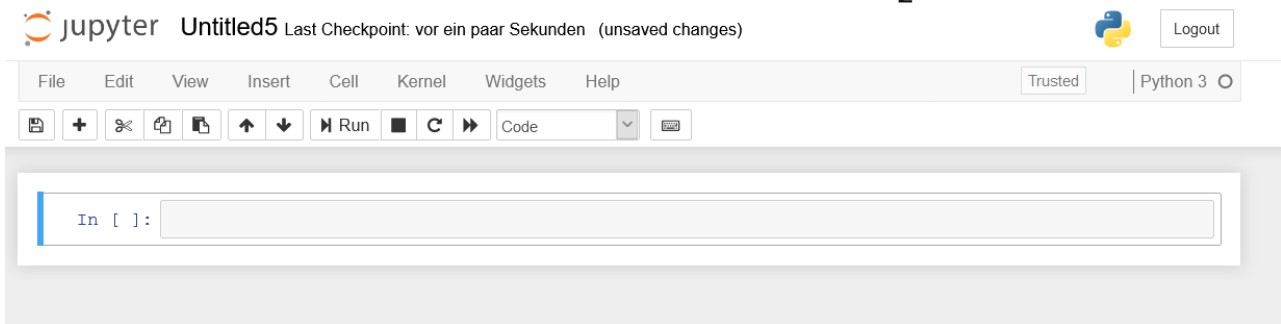 jupyter Untitled5 Last Checkpoint: vor ein paar Sekunden (unsaved changes) Logout
File Edit View Insert Cell Kernel Widgets Help Trusted Python 3
Run Code
In [ ]: